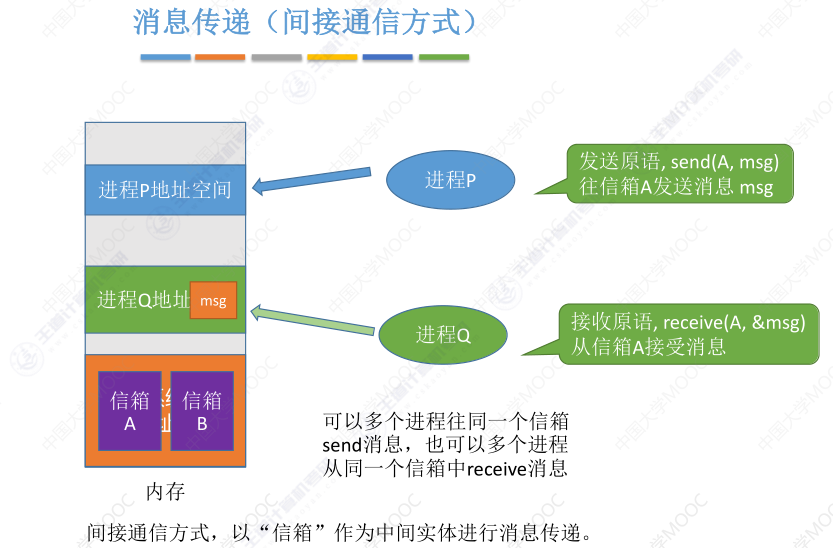 消息传递（间接通信方式）
进程P地址空间
进程P
发送原语, send(A, msg)
往信箱A发送消息 msg
进程Q地址
msg
进程Q
接收原语, receive(A, &msg)
从信箱A接受消息
信箱
A
信箱
B
可以多个进程往同一个信箱
send消息，也可以多个进程
从同一个信箱中receive消息
内存
间接通信方式，以“信箱”作为中间实体进行消息传递。